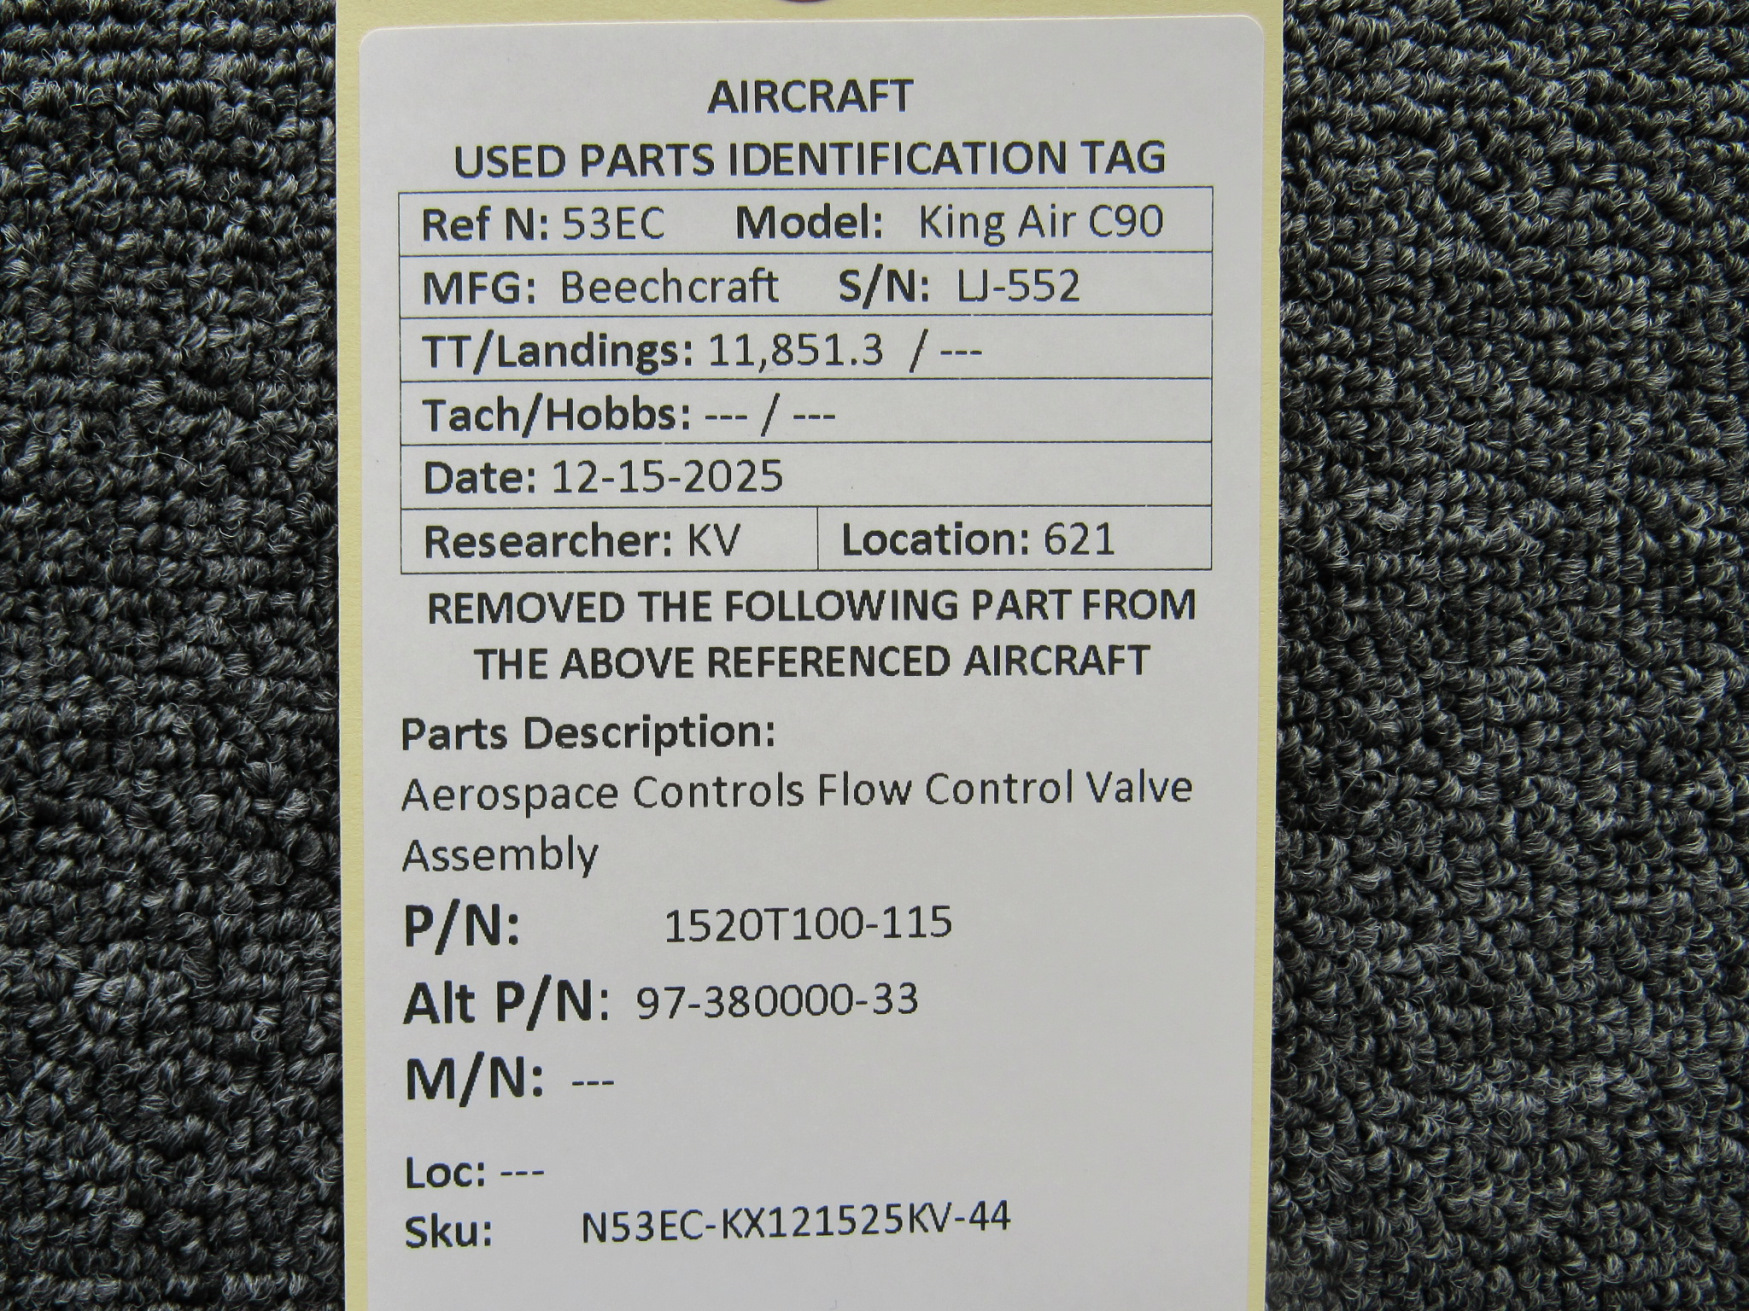 AIRCRAFT
USED PARTS IDENTIFICATION TAG
Ref N: 53EC Model: King Air C90
MFG: Beechcraft S/N: LJ-552
TT/Landings: 11,851.3 / ---
Tach/Hobbs: --- / ---
Date: 12-15-2025
Researcher: KV Location: 621
REMOVED THE FOLLOWING PART FROM
THE ABOVE REFERENCED AIRCRAFT
Parts Description:
Aerospace Controls Flow Control Valve
Assembly
P/N: 1520T100-115
Alt P/N: 97-380000-33
M/N: ---
Loc: ---
Sku: N53EC-KX121525KV-44